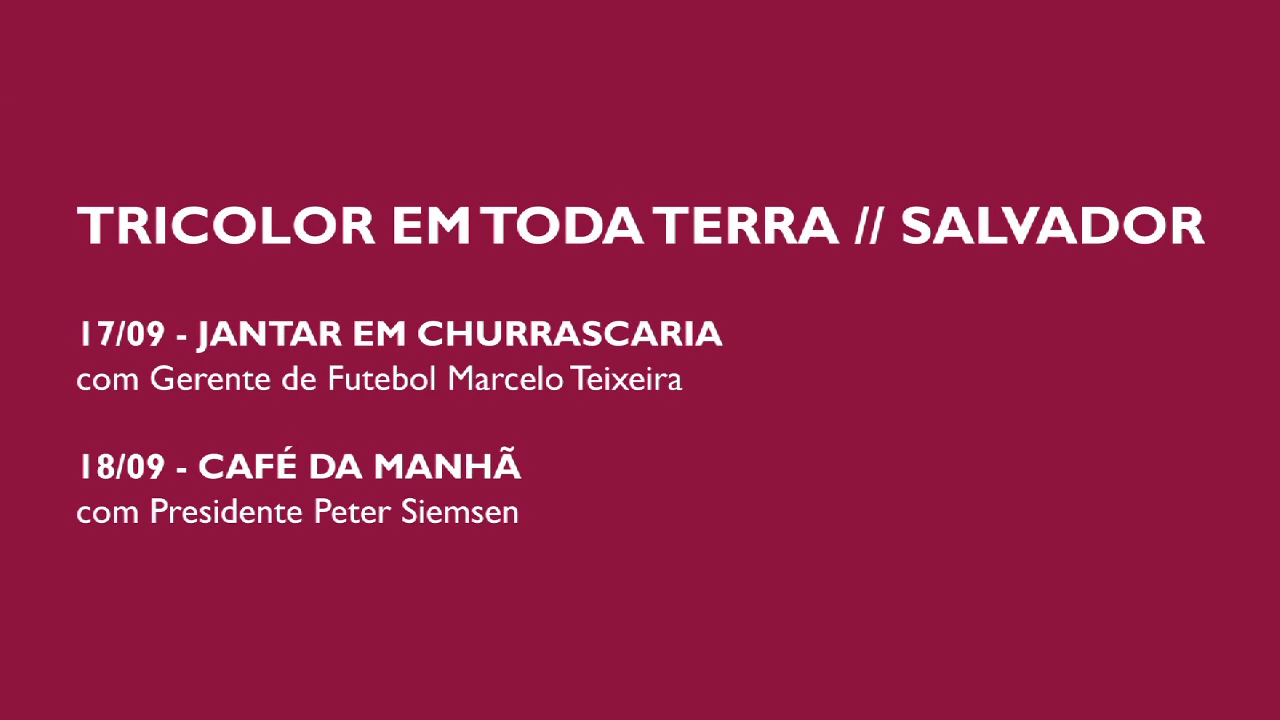 TRICOLOR EM TODA TERRA // SALVADOR
17/09 - JANTAR EM CHURRASCARIA
com Gerente de Futebol Marcelo Teixeira
18/09 - CAFÉ DA MANHÃ
com Presidente Peter Siemsen